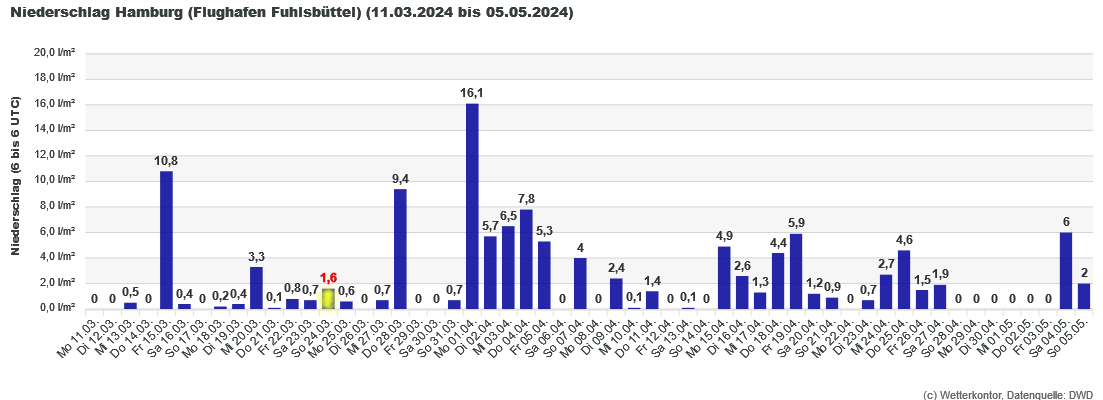 Niederschlag Hamburg (Flughafen Fuhlsbüttel) (11.03.2024 bis 05.05.2024)
Niederschlag (6 bis 6 UTC)
20,0 l/m²
18,0 l/m²
16,0 l/m²
14,0 l/m²
12,0 l/m²
10,0 l/m²
8,0 l/m²
6,0 l/m²
4,0 l/m²
2,0 l/m²
0,0 l/m²
0 0 0,5 0 10,8 0,4 0 0,2 0,4 3,3 0,1 0,8 0,7 1,6 0,6 0 0,7 9,4 0 0 0,7 16,1 5,7 6,5 7,8 5,3 0 4 0 2,4 0,1 1,4 0 0,1 0 4,9 2,6 1,3 4,4 5,9 1,2 0,9 0 0,7 2,7 4,6 1,5 1,9 0 0 0 0 0 0 6 2
Mo 11.03.
Di 12.03.
Mi 13.03.
Do 14.03.
Fr 15.03.
Sa 16.03.
So 17.03.
Mo 18.03.
Di 19.03.
Mi 20.03.
Do 21.03.
Fr 22.03.
Sa 23.03.
So 24.03.
Mo 25.03.
Di 26.03.
Mi 27.03.
Do 28.03.
Fr 29.03.
Sa 30.03.
So 31.03.
Mo 01.04.
Di 02.04.
Mi 03.04.
Do 04.04.
Fr 05.04.
Sa 06.04.
So 07.04.
Mo 08.04.
Di 09.04.
Mi 10.04.
Do 11.04.
Fr 12.04.
Sa 13.04.
So 14.04.
Mo 15.04.
Di 16.04.
Mi 17.04.
Do 18.04.
Fr 19.04.
Sa 20.04.
So 21.04.
Mo 22.04.
Di 23.04.
Mi 24.04.
Do 25.04.
Fr 26.04.
Sa 27.04.
So 28.04.
Mo 29.04.
Di 30.04.
Mi 01.05.
Do 02.05.
Fr 03.05.
Sa 04.05.
So 05.05.
(c) Wetterkontor, Datenquelle: DWD